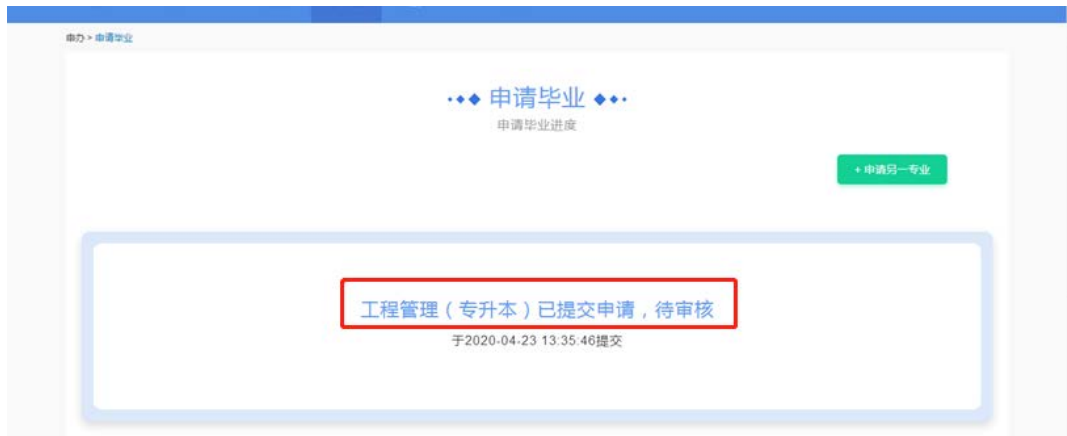 申办 > 申请毕业
申请毕业
申请毕业进度
+ 申请另一专业
工程管理（专升本）已提交申请，待审核
于2020-04-23 13:35:46提交